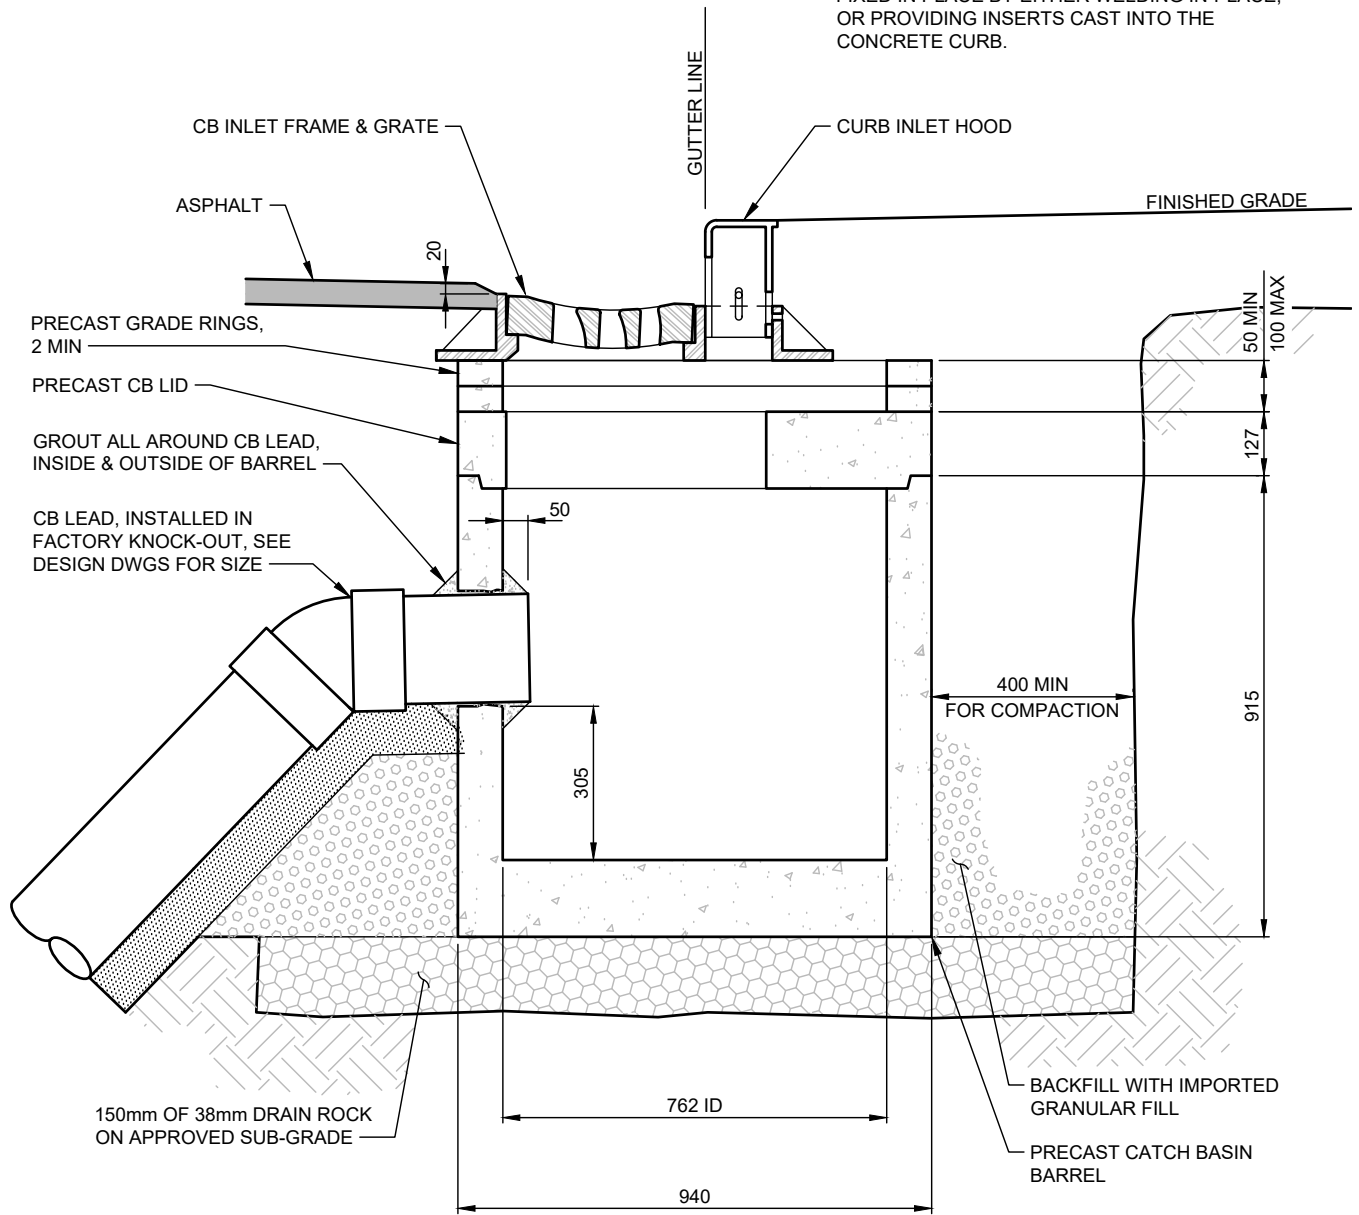 FIXED IN PLACE BY EITHER WELDING IN PLACE,
OR PROVIDING INSERTS CAST INTO THE
CONCRETE CURB.
GUTTER LINE
CB INLET FRAME & GRATE
CURB INLET HOOD
ASPHALT
FINISHED GRADE
20
PRECAST GRADE RINGS,
2 MIN
50 MIN
100 MAX
PRECAST CB LID
127
GROUT ALL AROUND CB LEAD,
INSIDE & OUTSIDE OF BARREL
50
CB LEAD, INSTALLED IN
FACTORY KNOCK-OUT, SEE
DESIGN DWGS FOR SIZE
400 MIN
FOR COMPACTION
915
305
BACKFILL WITH IMPORTED
GRANULAR FILL
762 ID
150mm OF 38mm DRAIN ROCK
ON APPROVED SUB-GRADE
PRECAST CATCH BASIN
BARREL
940